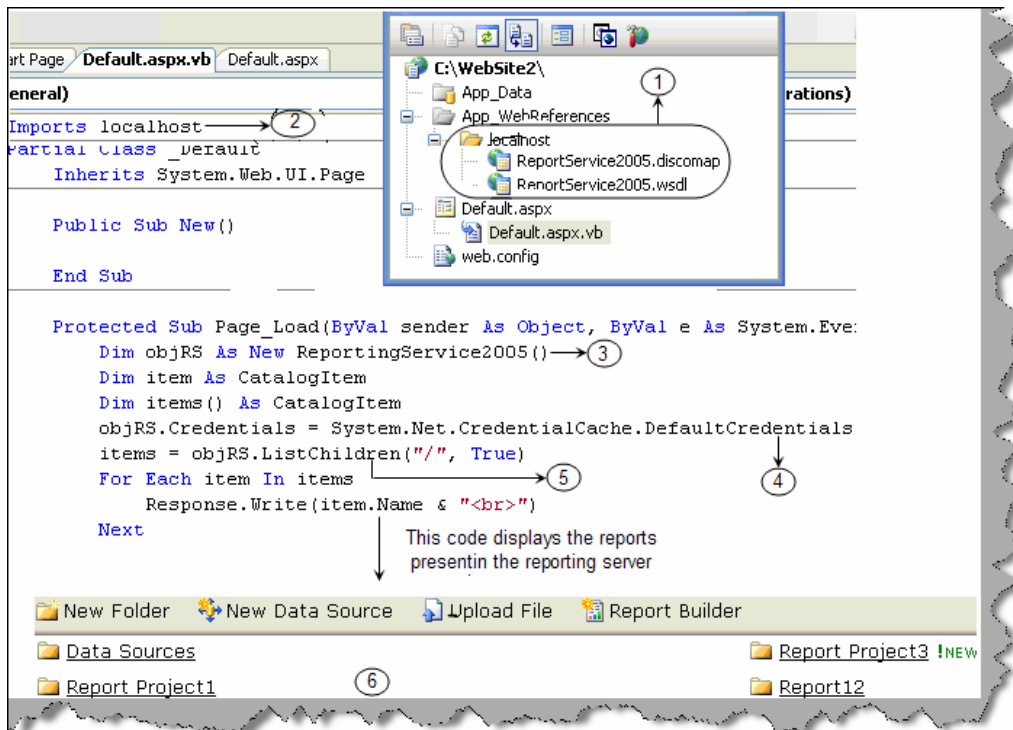 art Page Default.aspx.vb Default.aspx
eneral)
rations)
C:\WebSite2\
App_Data
App_WebReferences
localhost
ReportService2005.discomap
ReportService2005.wsdl
Default.aspx
Default.aspx.vb
web.config
1
Imports localhost
2
Partial Class _Default
Inherits System.Web.UI.Page
Public Sub New()
End Sub
Protected Sub Page_Load(ByVal sender As Object, ByVal e As System.Eve
Dim objRS As New ReportingService2005()
3
Dim item As CatalogItem
Dim items() As CatalogItem
objRS.Credentials = System.Net.CredentialCache.DefaultCredentials
4
items = objRS.ListChildren("/", True)
5
For Each item In items
Response.Write(item.Name & "<br>")
Next
This code displays the reports
presentin the reporting server
New Folder New Data Source Upload File Report Builder
Data Sources Report Project3 !NEW
Report Project1 6 Report12